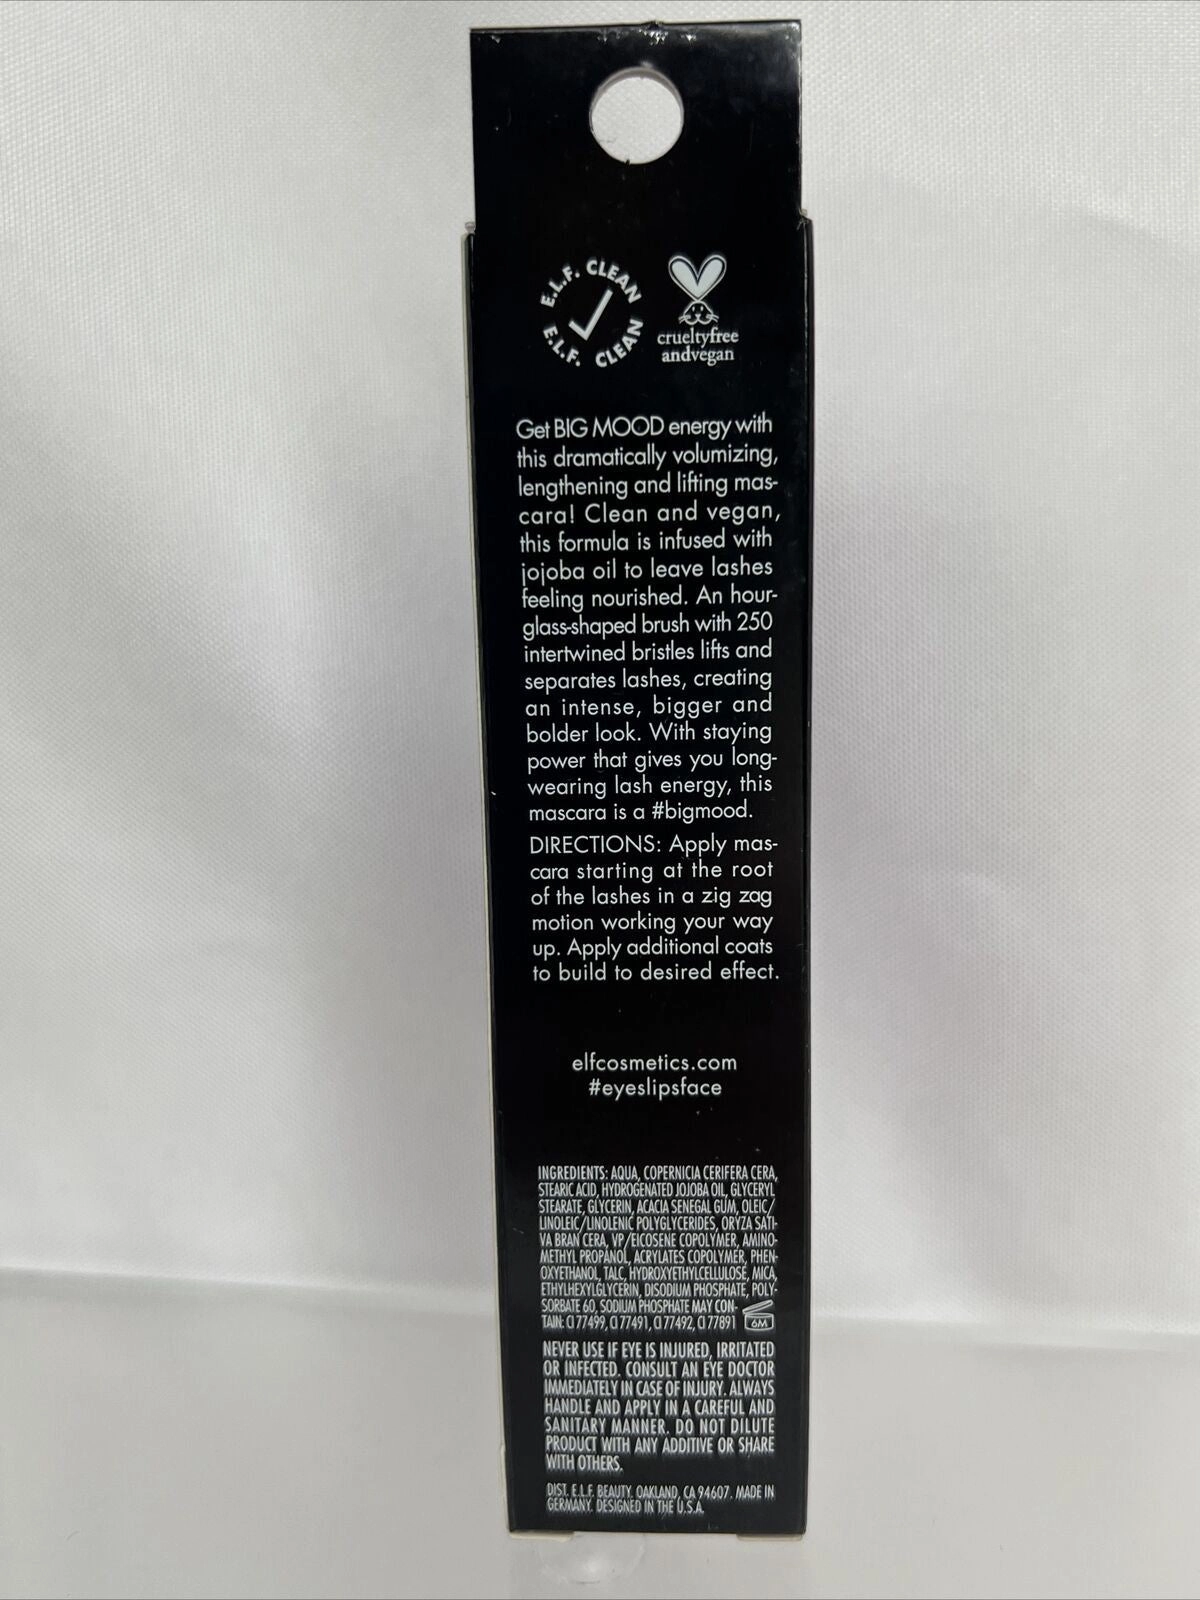 E.L.F. CLEAN
E.L.F. CLEAN
crueltyfree
andvegan
Get BIG MOOD energy with
this dramatically volumizing,
lengthening and lifting mas-
cara! Clean and vegan,
this formula is infused with
jojoba oil to leave lashes
feeling nourished. An hour-
glass-shaped brush with 250
intertwined bristles lifts and
separates lashes, creating
an intense, bigger and
bolder look. With staying
power that gives you long-
wearing lash energy, this
mascara is a #bigmood.
DIRECTIONS: Apply mas-
cara starting at the root
of the lashes in a zig zag
motion working your way
up. Apply additional coats
to build to desired effect.
elfcosmetics.com
#eyeslipsface
INGREDIENTS: AQUA, COPERNICIA CERIFERA CERA,
STEARIC ACID, HYDROGENATED JOJOBA OIL, GLYCERYL
STEARATE, GLYCERIN, ACACIA SENEGAL GUM, OLEIC/
LINOLEIC/LINOLENIC POLYGLYCERIDES, ORYZA SATI-
VA BRAN CERA, VP/EICOSENE COPOLYMER, AMINO-
METHYL PROPANOL, ACRYLATES COPOLYMER, PHEN-
OXYETHANOL, TALC, HYDROXYETHYLCELLULOSE, MICA,
ETHYLHEXYLGLYCERIN, DISODIUM PHOSPHATE, POLY-
SORBATE 60, SODIUM PHOSPHATE MAY CON-
TAIN: CI 77499, CI 77491, CI 77492, CI 77891
6M
NEVER USE IF EYE IS INJURED, IRRITATED
OR INFECTED. CONSULT AN EYE DOCTOR
IMMEDIATELY IN CASE OF INJURY. ALWAYS
HANDLE AND APPLY IN A CAREFUL AND
SANITARY MANNER. DO NOT DILUTE
PRODUCT WITH ANY ADDITIVE OR SHARE
WITH OTHERS.
DIST. E.L.F. BEAUTY. OAKLAND, CA 94607. MADE IN
GERMANY. DESIGNED IN THE U.S.A.